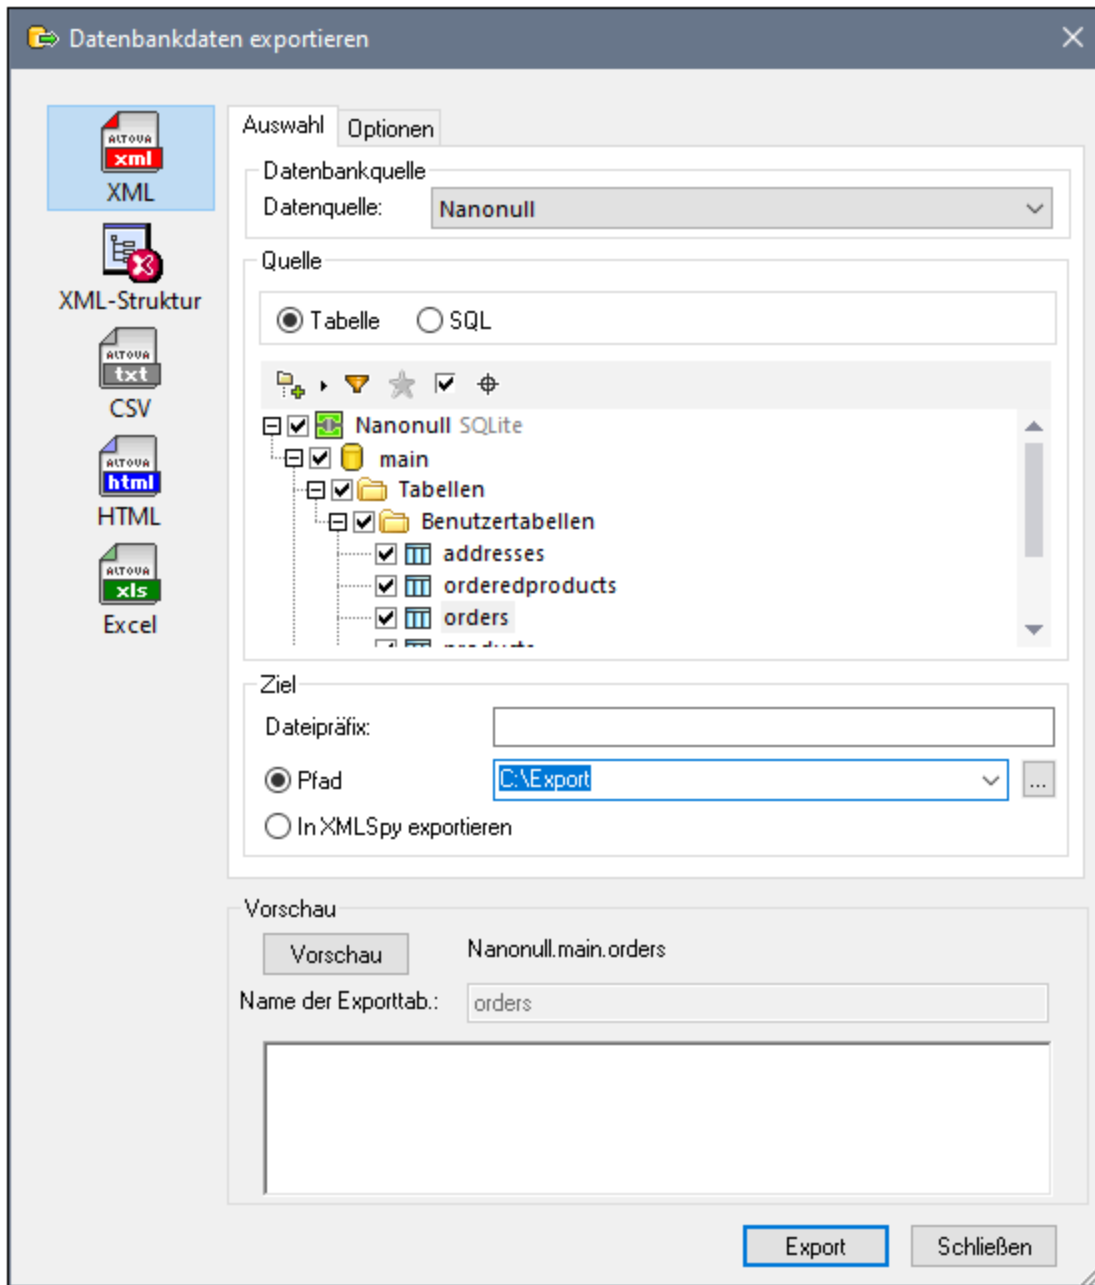 Datenbankdaten exportieren
ALTOVA
xml
XML
XML-Struktur
ALTOVA
txt
CSV
ALTOVA
html
HTML
ALTOVA
xls
Excel
Auswahl Optionen
Datenbankquelle
Datenquelle: Nanonull
Quelle
Tabelle SQL
Nanonull SQLite
main
Tabellen
Benutzertabellen
addresses
orderedproducts
orders
products
Ziel
Dateipräfix:
Pfad C:\Export ...
In XMLSpy exportieren
Vorschau
Vorschau Nanonull.main.orders
Name der Exporttab.: orders
Export Schließen